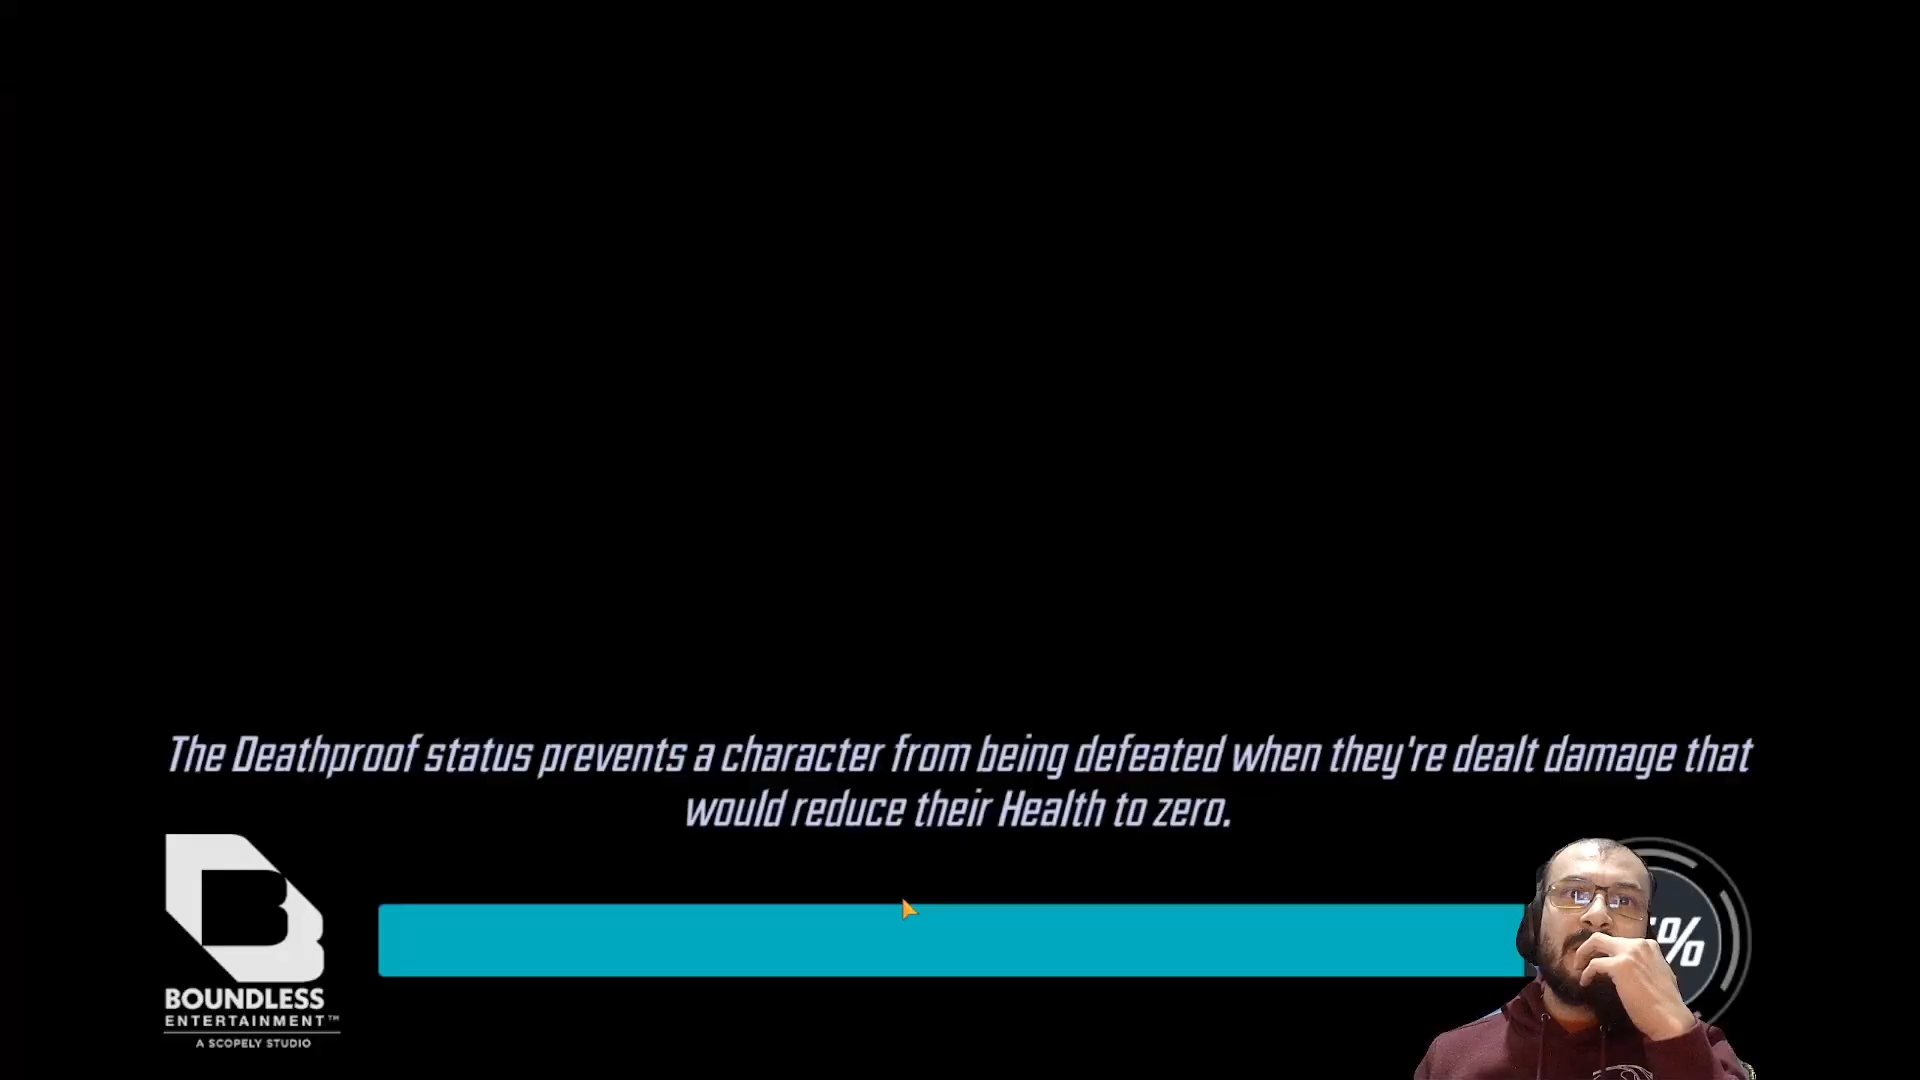 The Deathproof status prevents a character from being defeated when they're dealt damage that
would reduce their Health to zero.
%
BOUNDLESS
ENTERTAINMENT™
A SCOPELY STUDIO